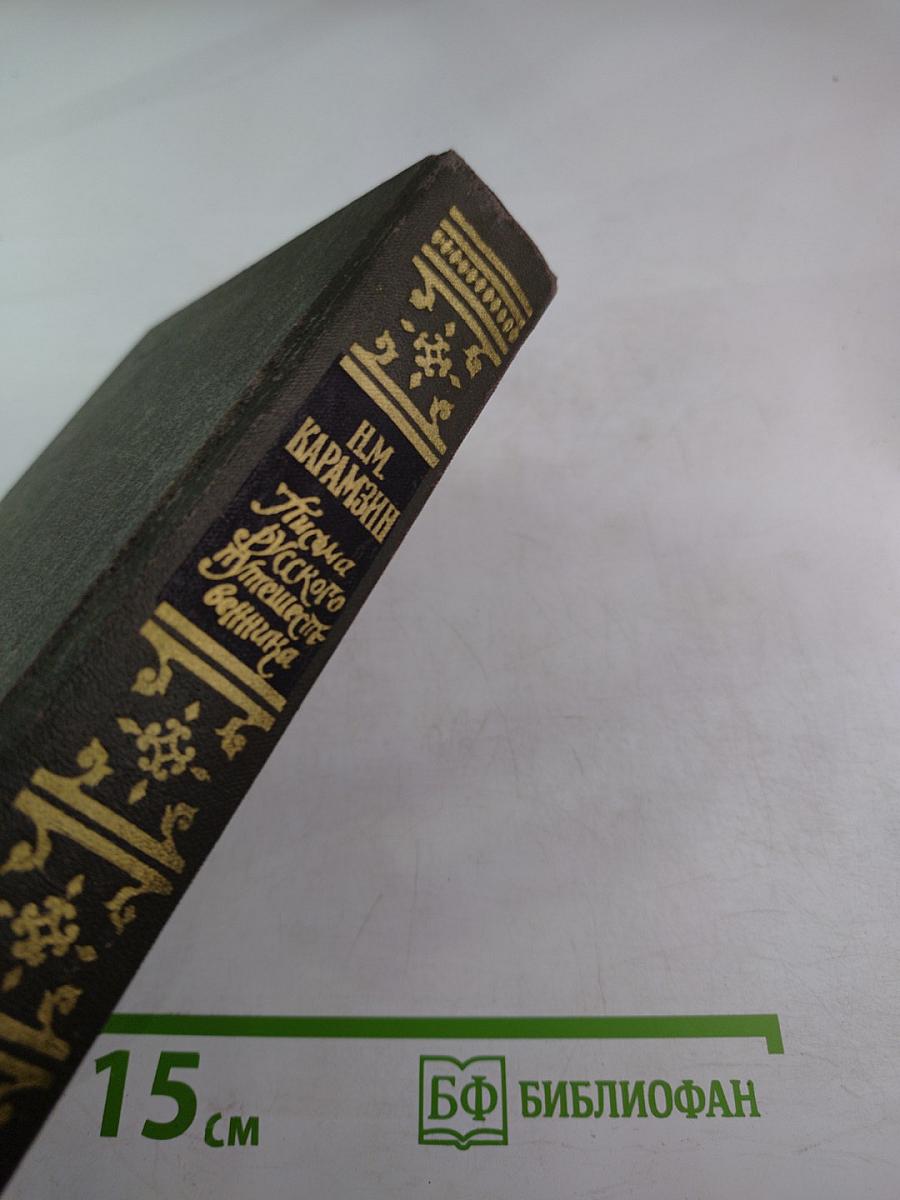 Н.М.
КАРАМЗИН
Письма
русского
путешест-
венника
15 см
БФ БИБЛИОФАН